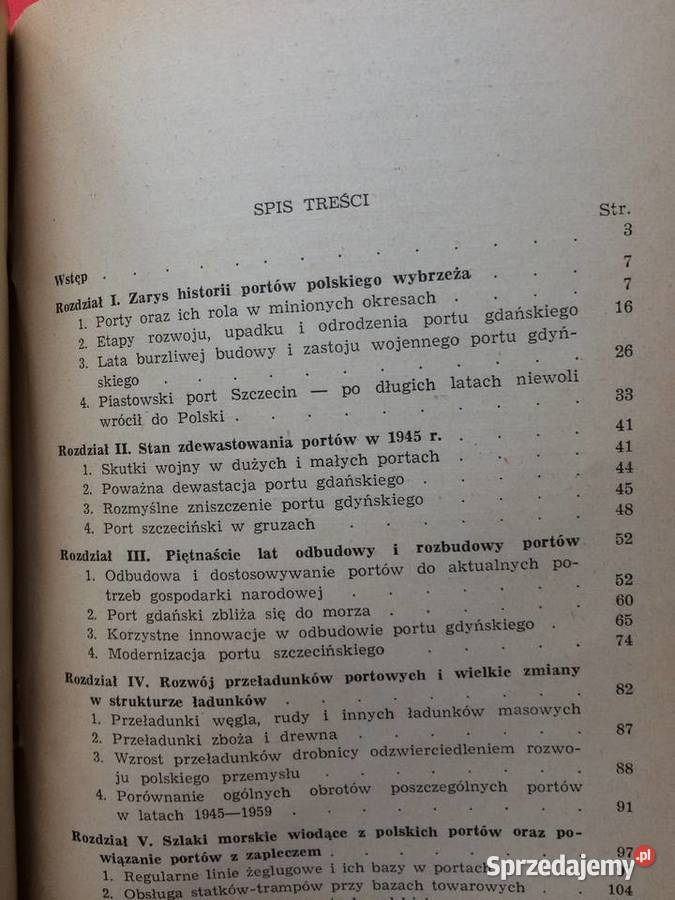 SPIS TREŚCI
Str.
Wstęp . . . . . . . . . . . . 3
Rozdział I. Zarys historii portów polskiego wybrzeża . . . 7
1. Porty oraz ich rola w minionych okresach . . . . 7
2. Etapy rozwoju, upadku i odrodzenia portu gdańskiego 16
3. Lata burzliwej budowy i zastoju wojennego portu gdyń-
skiego . . . . . . . . . . 26
4. Piastowski port Szczecin — po długich latach niewoli
wrócił do Polski . . . . . . . . . 33
Rozdział II. Stan zdewastowania portów w 1945 r. . . . . 41
1. Skutki wojny w dużych i małych portach . . . . 41
2. Poważna dewastacja portu gdańskiego . . . . . 44
3. Rozmyślne zniszczenie portu gdyńskiego . . . . 45
4. Port szczeciński w gruzach . . . . . . 48
Rozdział III. Piętnaście lat odbudowy i rozbudowy portów 52
1. Odbudowa i dostosowywanie portów do aktualnych po-
trzeb gospodarki narodowej . . . . . . 52
2. Port gdański zbliża się do morza . . . . . 60
3. Korzystne innowacje w odbudowie portu gdyńskiego . 65
4. Modernizacja portu szczecińskiego . . . . . 74
Rozdział IV. Rozwój przeładunków portowych i wielkie zmiany
w strukturze ładunków . . . . . . . . 82
1. Przeładunki węgla, rudy i innych ładunków masowych
2. Przeładunki zboża i drewna . . . . . . 87
3. Wzrost przeładunków drobnicy odzwierciedleniem rozwo-
ju polskiego przemysłu . . . . . . . 88
4. Porównanie ogólnych obrotów poszczególnych portów
w latach 1945—1959 . . . . . . . 91
Rozdział V. Szlaki morskie wiodące z polskich portów oraz po-
wiązanie portów z zapleczem . . . . . . . 97
1. Regularne linie żeglugowe i ich bazy w portach
2. Obsługa statków-trampów przy bazach towarowych . . 104
Sprzedajemy.pl